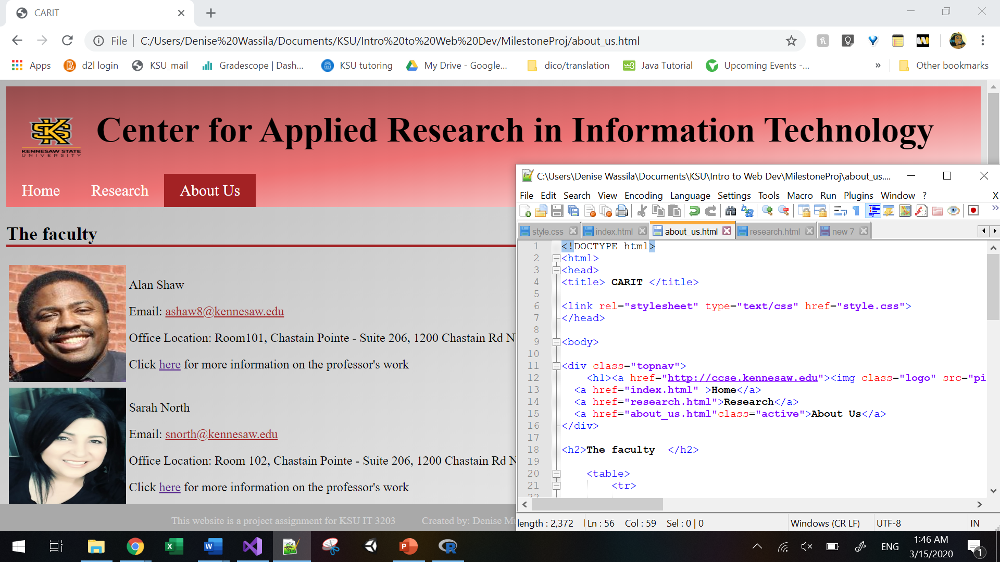 CARIT
File
C:/Users/Denise%20Wassila/Documents/KSU/Intro%20to%20Web%20Dev/MilestoneProj/about_us.html
Apps d2l login KSU_mail Gradescope | Dash... KSU tutoring My Drive - Google... dico/translation Java Tutorial Upcoming Events -... » Other bookmarks
KENNESAW STATE
UNIVERSITY
Center for Applied Research in Information Technology
Home Research About Us
The faculty
Alan Shaw
Email: ashaw8@kennesaw.edu
Office Location: Room101, Chastain Pointe - Suite 206, 1200 Chastain Rd
Click here for more information on the professor's work
Sarah North
Email: snorth@kennesaw.edu
Office Location: Room 102, Chastain Pointe - Suite 206, 1200 Chastain Rd
Click here for more information on the professor's work
This website is a project assignment for KSU IT 3203 Created by: Denise
C:\Users\Denise Wassila\Documents\KSU\Intro to Web Dev\MilestoneProj\about_us....
File Edit Search View Encoding Language Settings Tools Macro Run Plugins Window ? X
style.css index.html about_us.html research.html new 7
1 <!DOCTYPE html>
2 <html>
3 <head>
4 <title> CARIT </title>
5
6 <link rel="stylesheet" type="text/css" href="style.css">
7 </head>
8
9 <body>
10
11 <div class="topnav">
12 <h1><a href="http://ccse.kennesaw.edu"><img class="logo" src="pi
13 <a href="index.html" >Home</a>
14 <a href="research.html">Research</a>
15 <a href="about_us.html"class="active">About Us</a>
16 </div>
17
18 <h2>The faculty </h2>
19
20 <table>
21 <tr>
22
length : 2,372 Ln : 56 Col : 59 Sel : 0 | 0 Windows (CR LF) UTF-8 IN
ENG
1:46 AM
3/15/2020
1